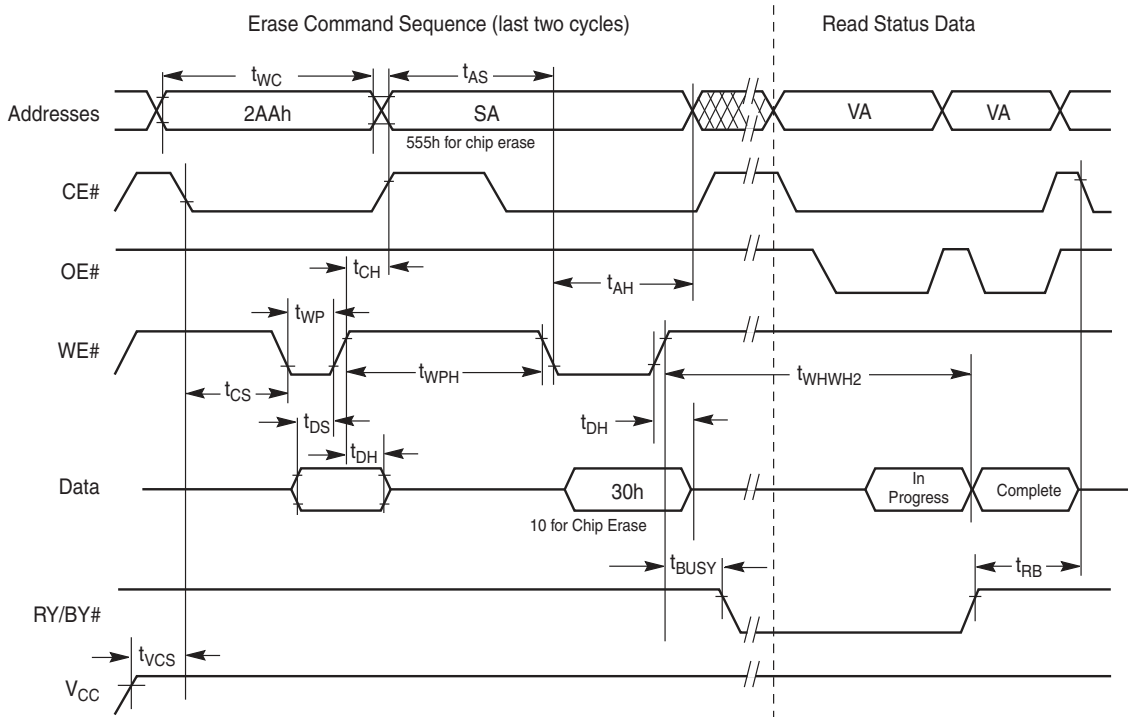 Erase Command Sequence (last two cycles) Read Status Data
tWC tAS
Addresses 2AAh SA VA VA
555h for chip erase
CE#
OE#
tCH
tAH
tWP
WE#
tWPH tWHWH2
tCS
tDS tDH
tDH
Data 30h In Progress Complete
10 for Chip Erase
tBUSY tRB
RY/BY#
tVCS
VCC